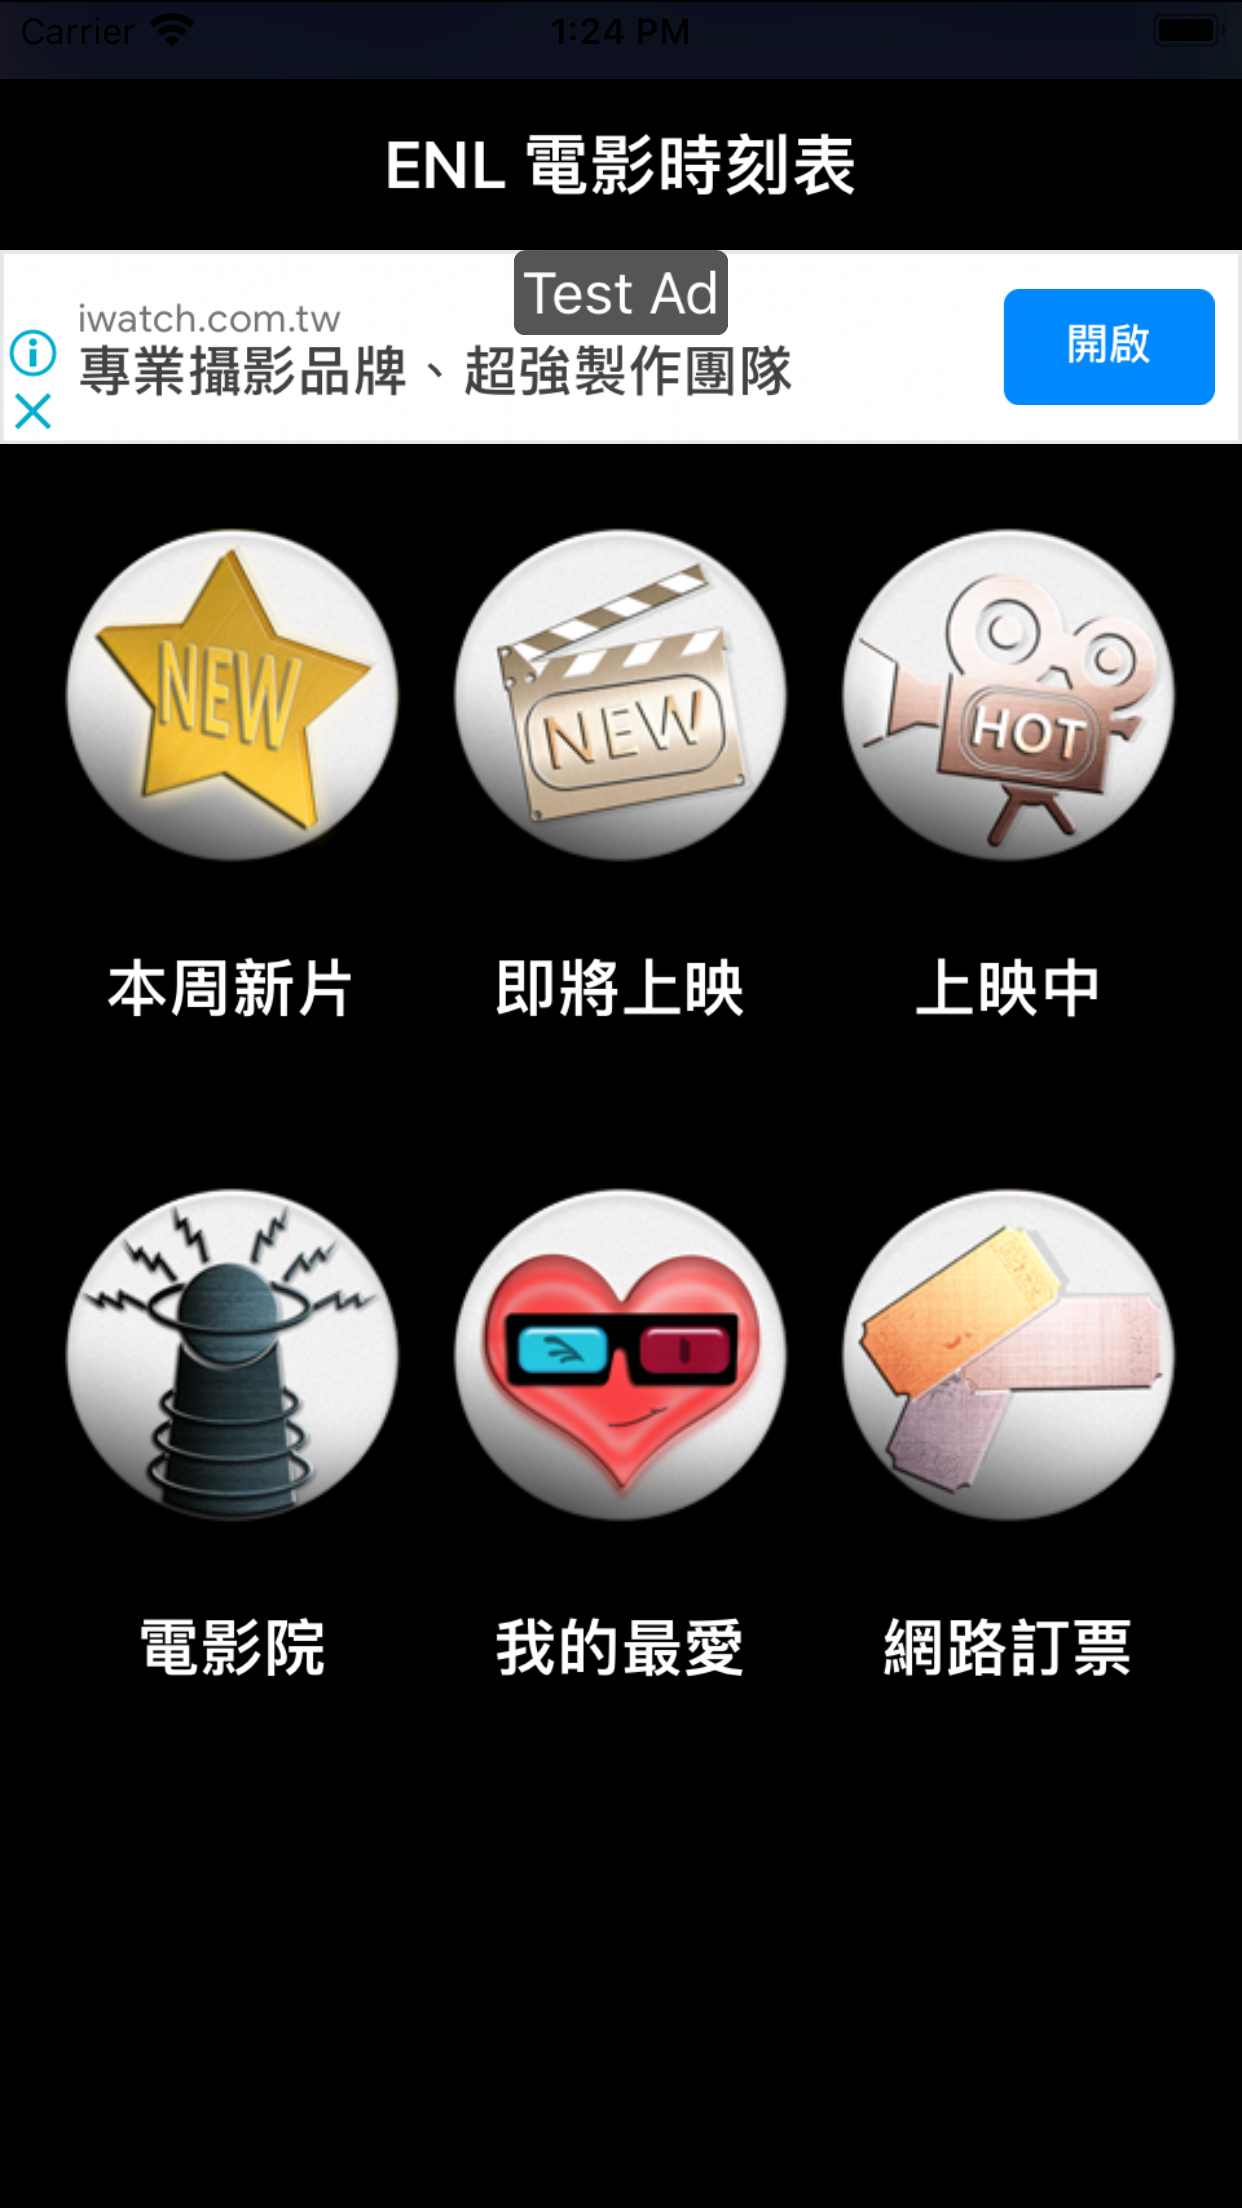 Carrier 1:24 PM
ENL 電影時刻表
Test Ad
iwatch.com.tw
專業攝影品牌、超強製作團隊
開啟
NEW
NEW
HOT
本周新片
即將上映
上映中
電影院
我的最愛
網路訂票